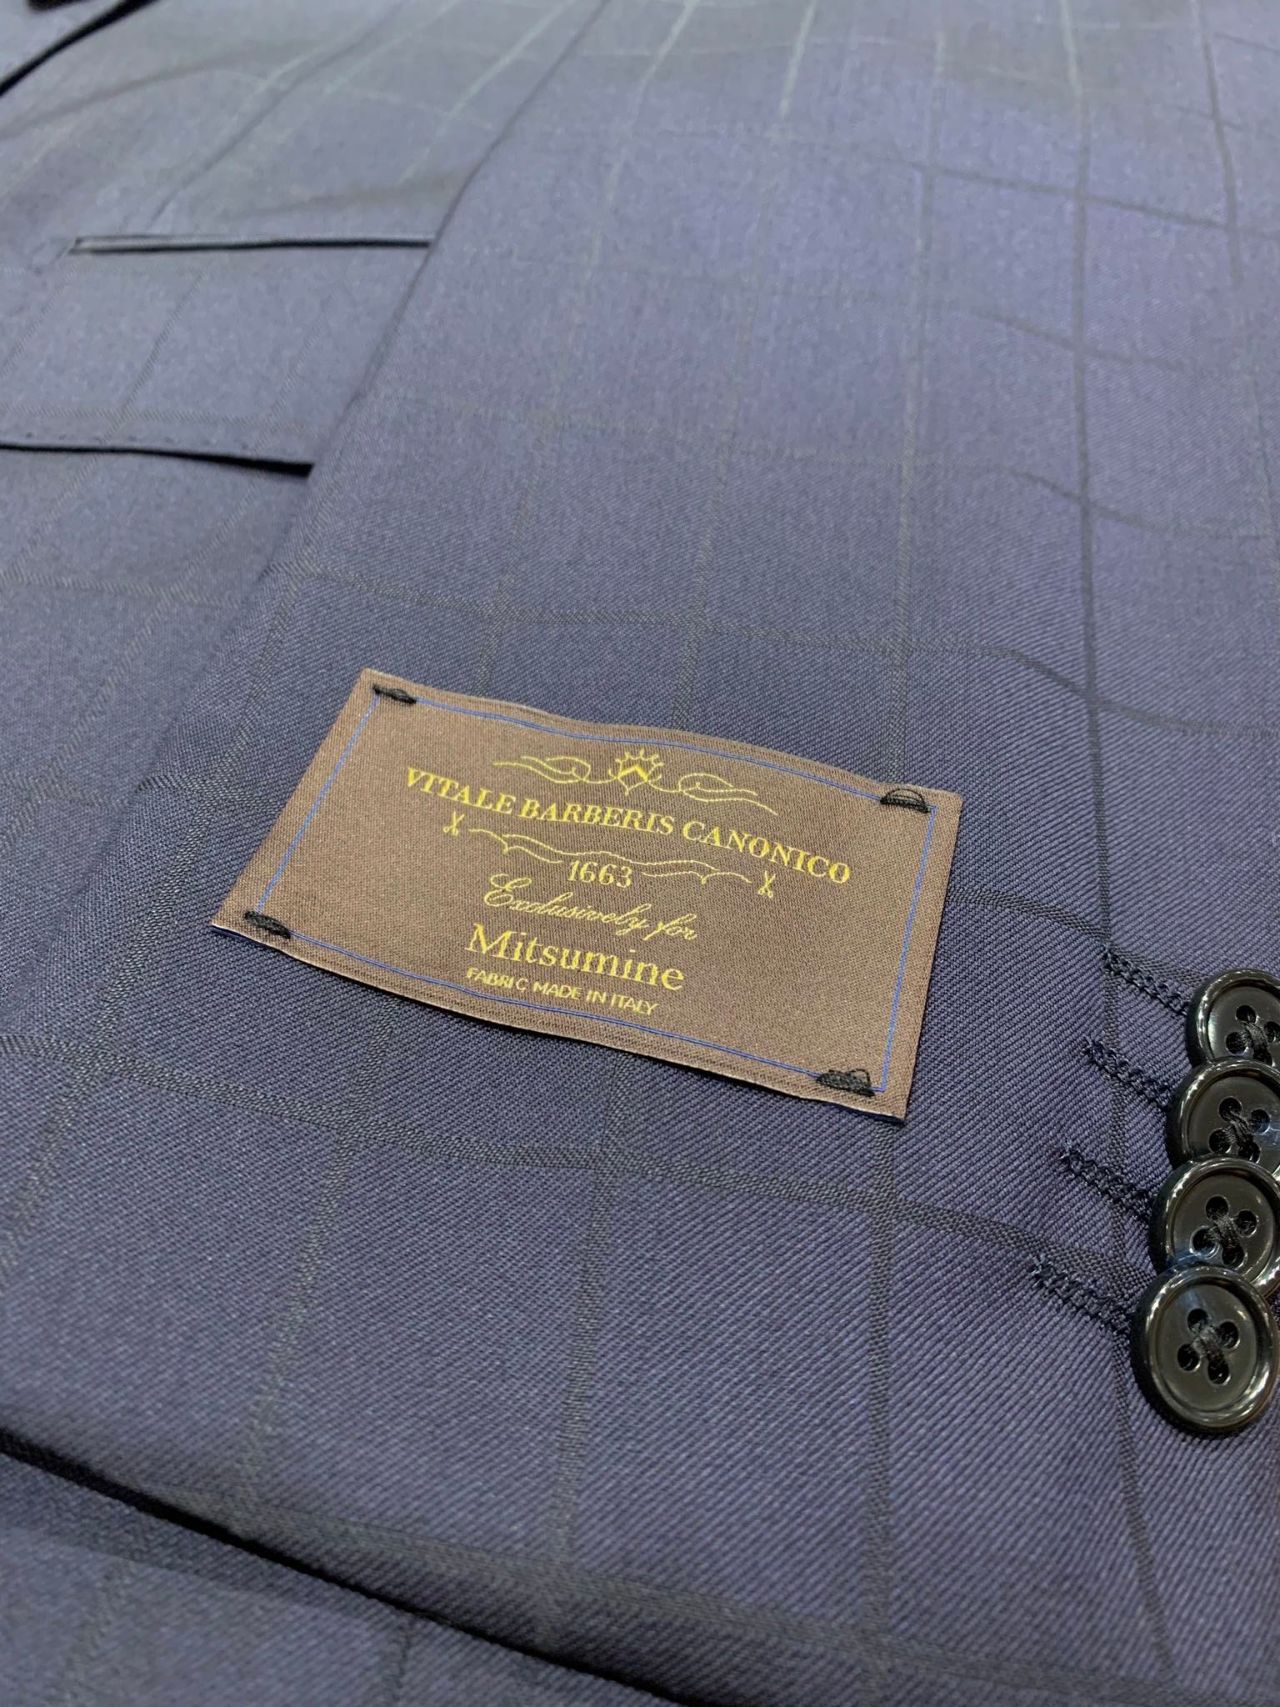 VITALE BARBERIS CANONICO
1663
Exclusively for
Mitsumine
FABRIC MADE IN ITALY